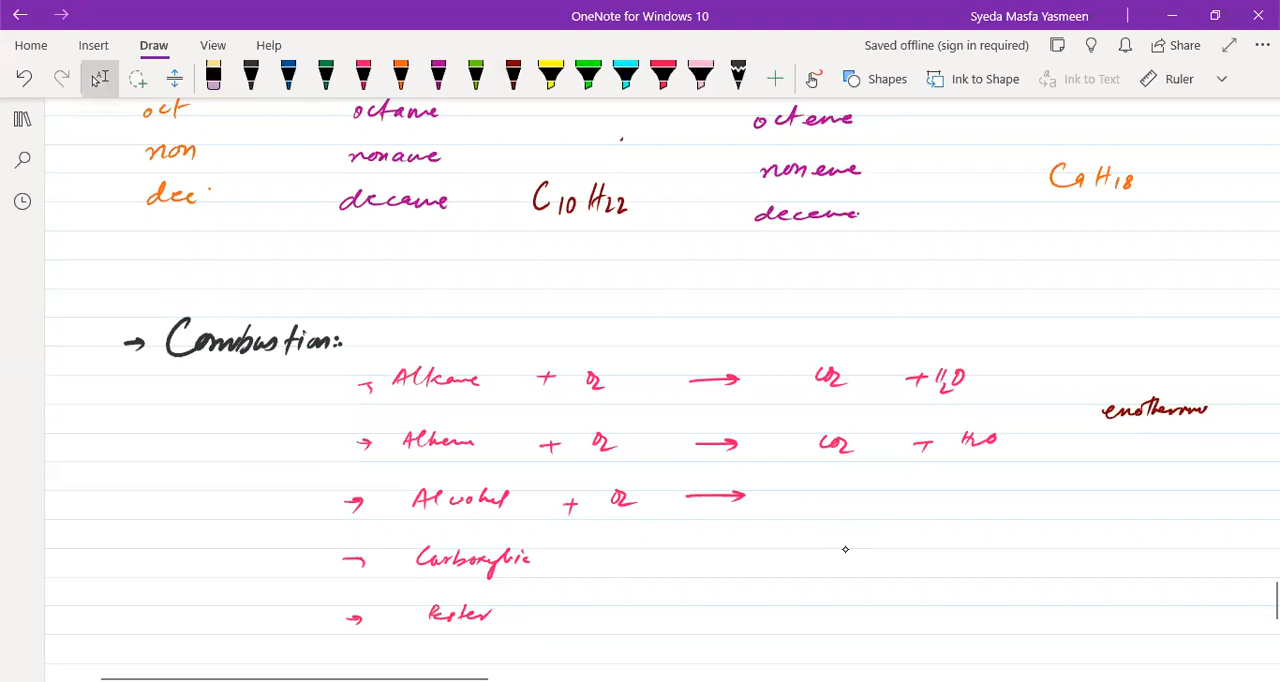 OneNote for Windows 10 Syeda Masfa Yasmeen
Home Insert Draw View Help Saved offline (sign in required) Share
Shapes Ink to Shape Ink to Text Ruler
oct octane octene
non nonane nonene C9H18
dec decane C10H22 decene
→ Combustion:
→ Alkane + O2 → CO2 + H2O
exothermic
→ Alkene + O2 → CO2 + H2O
→ Alcohol + O2 →
→ Carboxylic
→ Ester